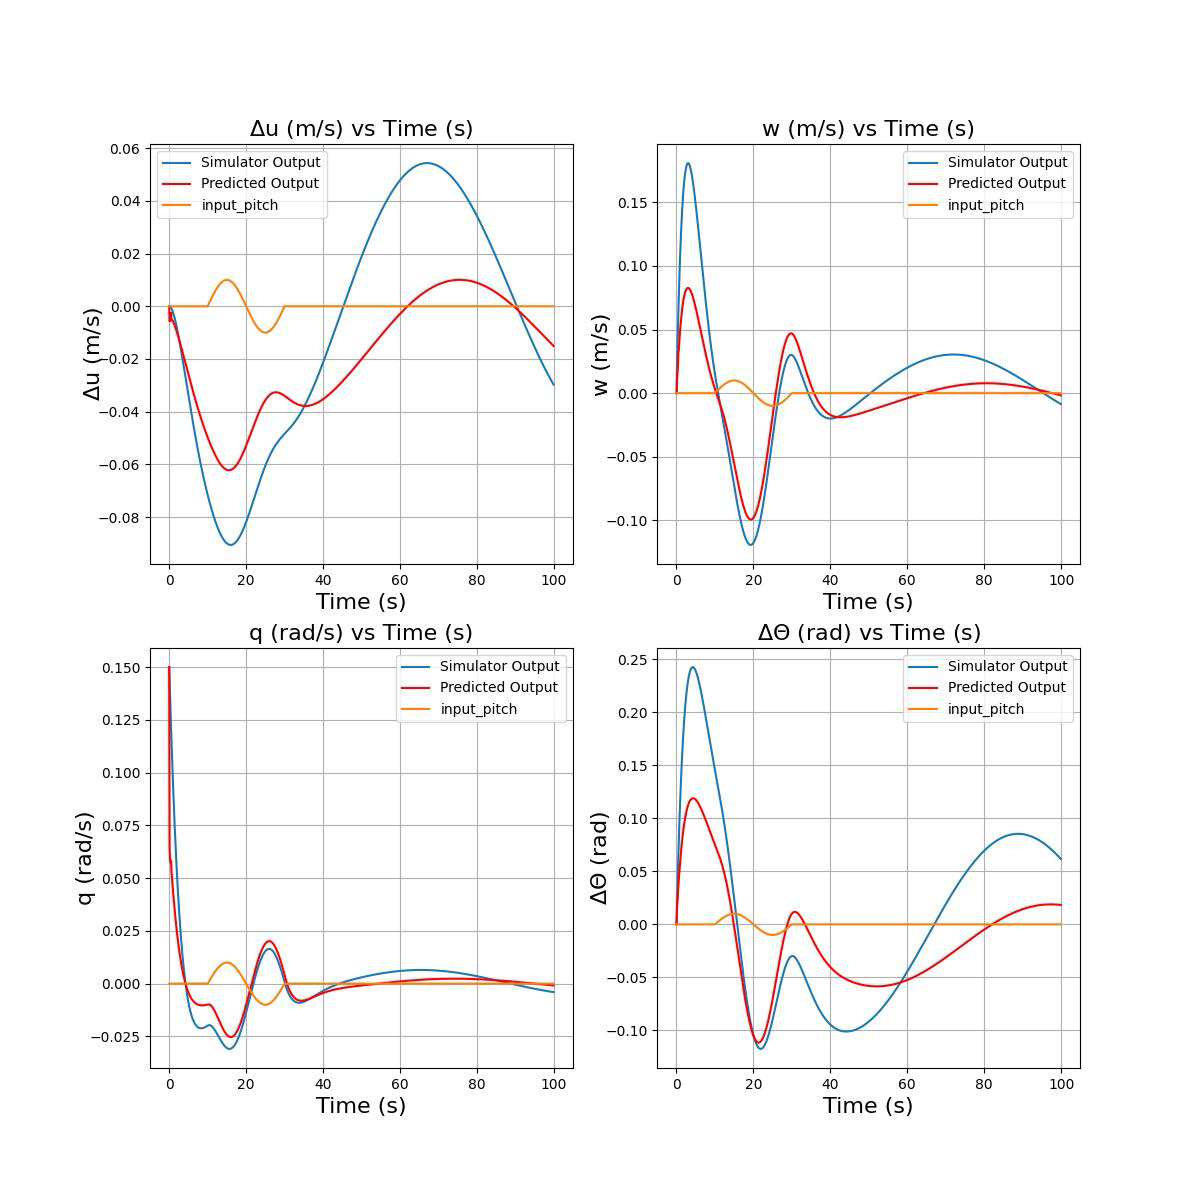 Δu (m/s) vs Time (s)
Simulator Output
Predicted Output
input_pitch
0.06
0.04
0.02
0.00
−0.02
−0.04
−0.06
−0.08
Δu (m/s)
0 20 40 60 80 100
Time (s)
w (m/s) vs Time (s)
Simulator Output
Predicted Output
input_pitch
0.15
0.10
0.05
0.00
−0.05
−0.10
w (m/s)
0 20 40 60 80 100
Time (s)
q (rad/s) vs Time (s)
Simulator Output
Predicted Output
input_pitch
0.150
0.125
0.100
0.075
0.050
0.025
0.000
−0.025
q (rad/s)
0 20 40 60 80 100
Time (s)
ΔΘ (rad) vs Time (s)
Simulator Output
Predicted Output
input_pitch
0.25
0.20
0.15
0.10
0.05
0.00
−0.05
−0.10
ΔΘ (rad)
0 20 40 60 80 100
Time (s)